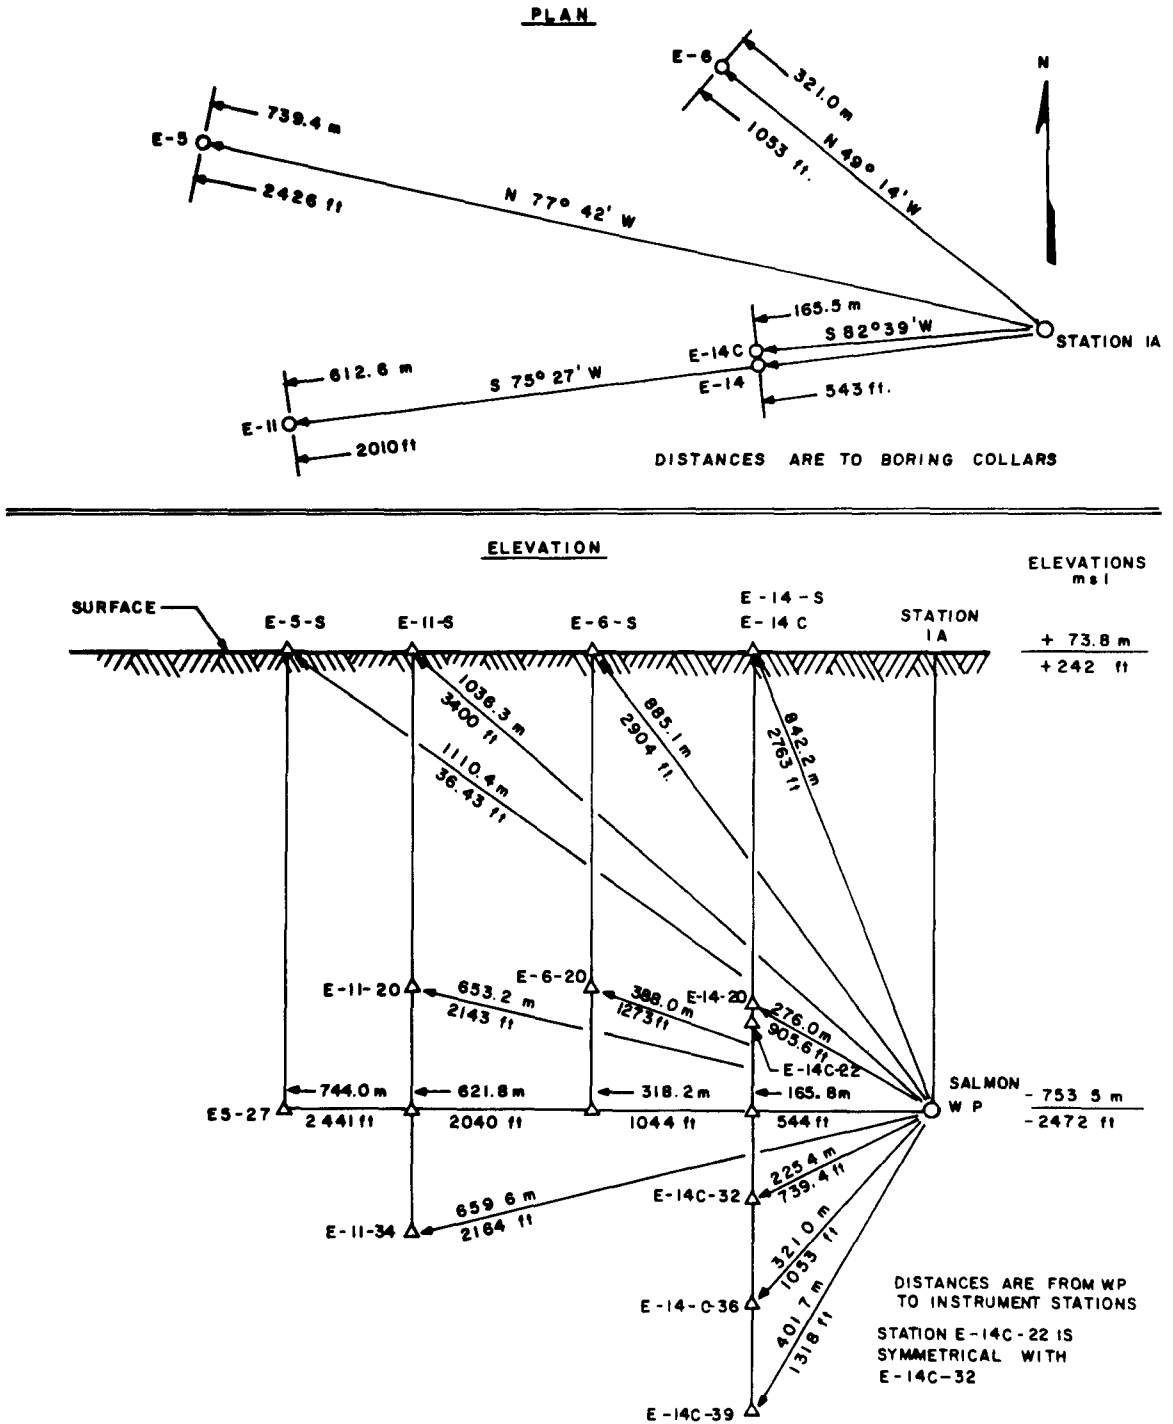 PLAN
E-6
321.0 m
1053 ft.
N 49° 14' W
N
739.4 m
E-5
2426 ft
N 77° 42' W
165.5 m
S 82° 39' W
E-14C
E-14
STATION 1A
543 ft.
612.6 m
S 75° 27' W
E-11
2010 ft
DISTANCES ARE TO BORING COLLARS
ELEVATION
ELEVATIONS
msl
SURFACE
E-5-S
E-11-S
E-6-S
E-14-S
E-14C
STATION
1A
+ 73.8 m
+242 ft
1036.3 m
3400 ft
1110.4 m
36.43 ft
885.1 m
2904 ft.
842.2 m
2763 ft
E-11-20
653.2 m
2143 ft
E-6-20
388.0 m
1273 ft
E-14-20
276.0 m
905.6 ft
E-14C-22
744.0 m
621.8 m
318.2 m
165.8 m
SALMON
W P
- 753 5 m
-2472 ft
E5-27
2441 ft
2040 ft
1044 ft
544 ft
225.4 m
739.4 ft
E-14C-32
659 6 m
2164 ft
E-11-34
321.0 m
1053 ft
E-14-C-36
401.7 m
1318 ft
E-14C-39
DISTANCES ARE FROM WP
TO INSTRUMENT STATIONS
STATION E-14C-22 IS
SYMMETRICAL WITH
E-14C-32